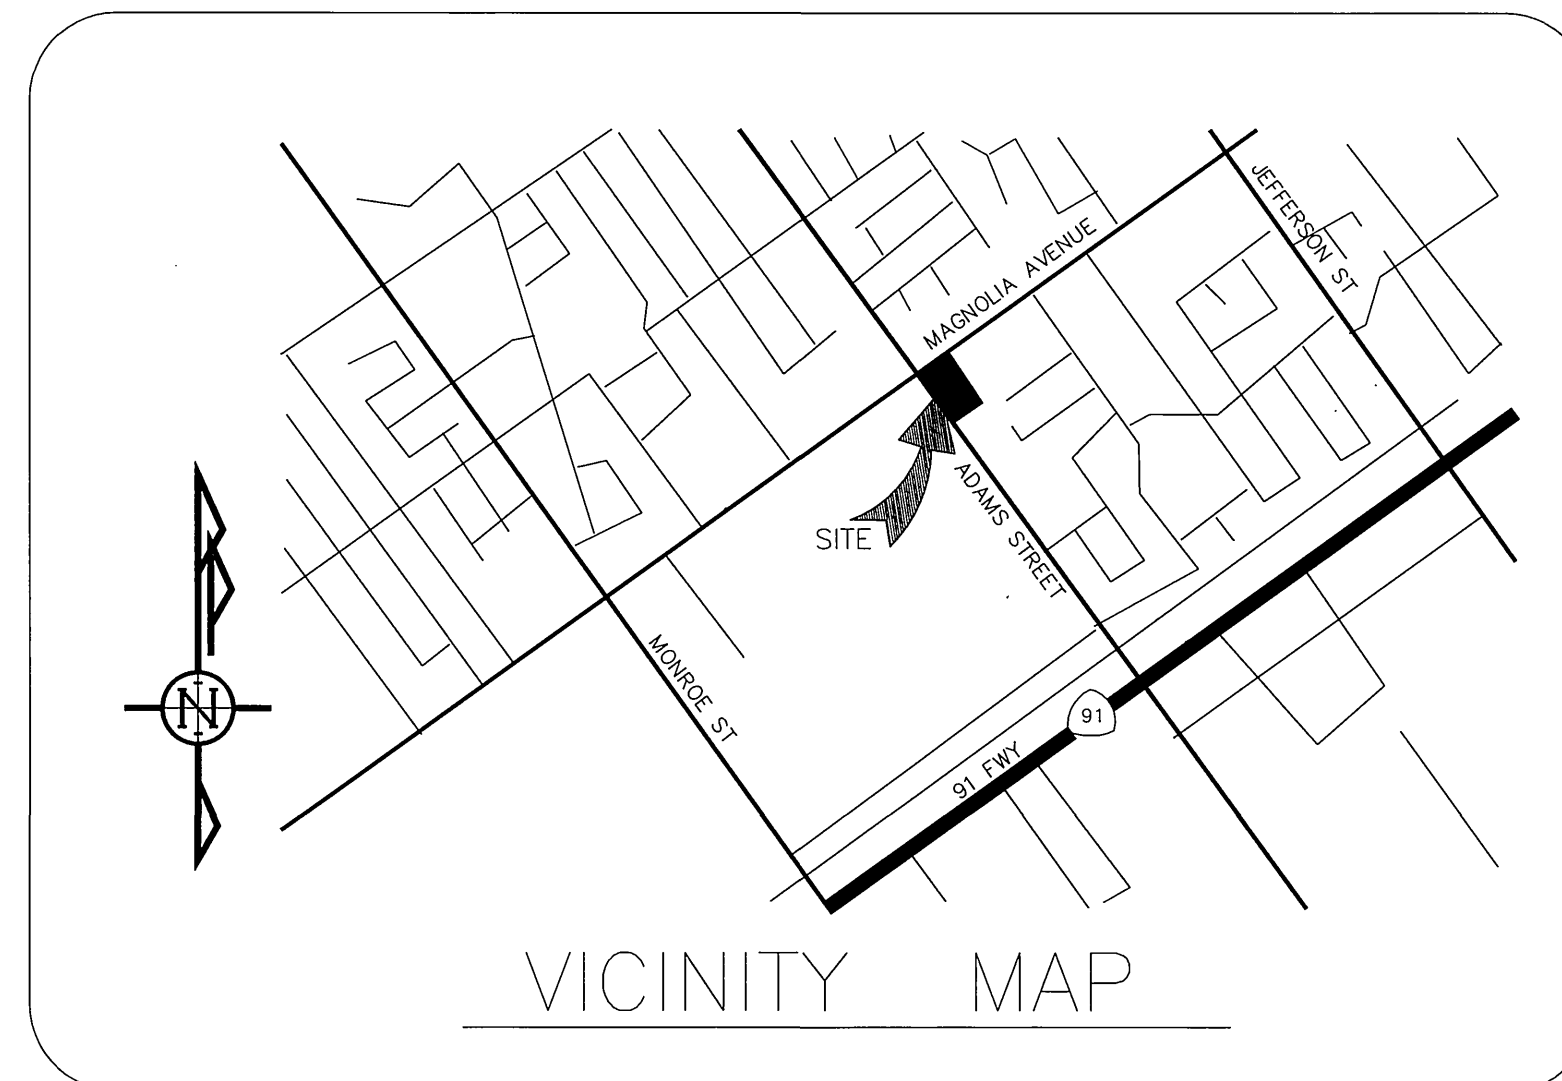 JEFFERSON ST
MAGNOLIA AVENUE
SITE
ADAMS STREET
MONROE ST
N
91
91 FWY
VICINITY MAP